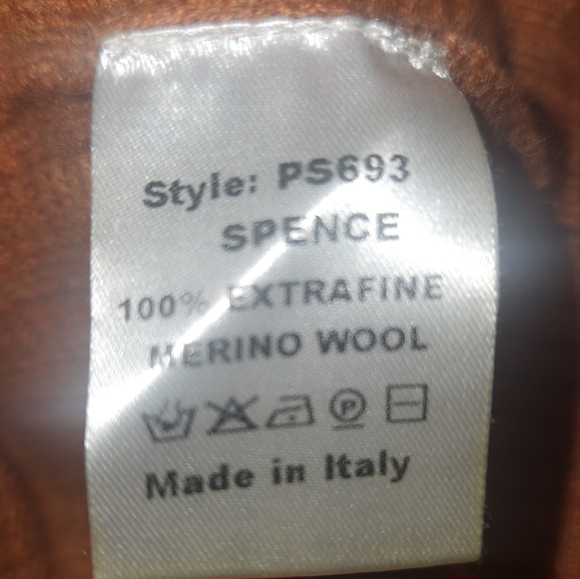 Style: PS693
SPENCE
100% EXTRAFINE
MERINO WOOL
P
Made in Italy